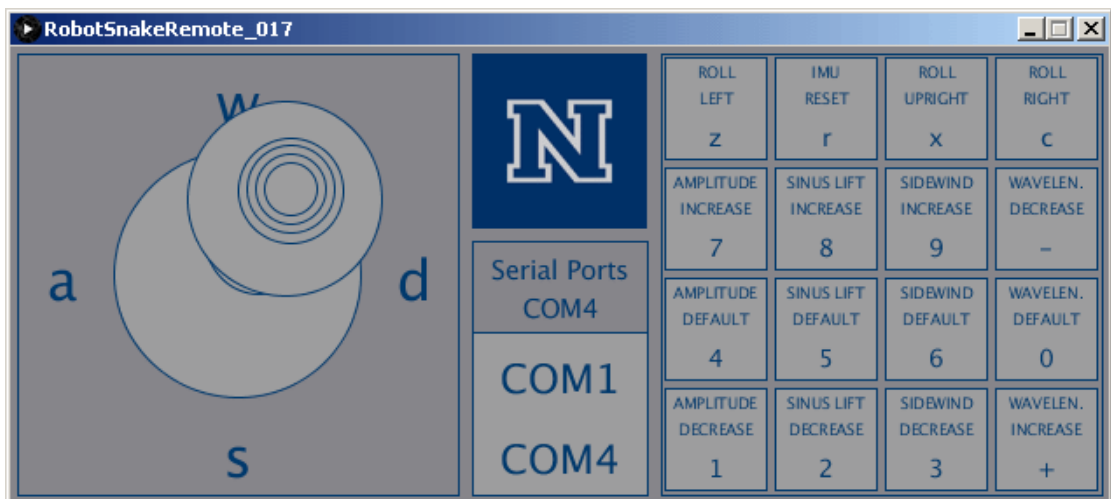 RobotSnakeRemote_017
w
a
d
s
N
Serial Ports
COM4
COM1
COM4
ROLL
LEFT
z
IMU
RESET
r
ROLL
UPRIGHT
x
ROLL
RIGHT
c
AMPLITUDE
INCREASE
7
SINUS LIFT
INCREASE
8
SIDEWIND
INCREASE
9
WAVELEN.
DECREASE
-
AMPLITUDE
DEFAULT
4
SINUS LIFT
DEFAULT
5
SIDEWIND
DEFAULT
6
WAVELEN.
DEFAULT
0
AMPLITUDE
DECREASE
1
SINUS LIFT
DECREASE
2
SIDEWIND
DECREASE
3
WAVELEN.
INCREASE
+